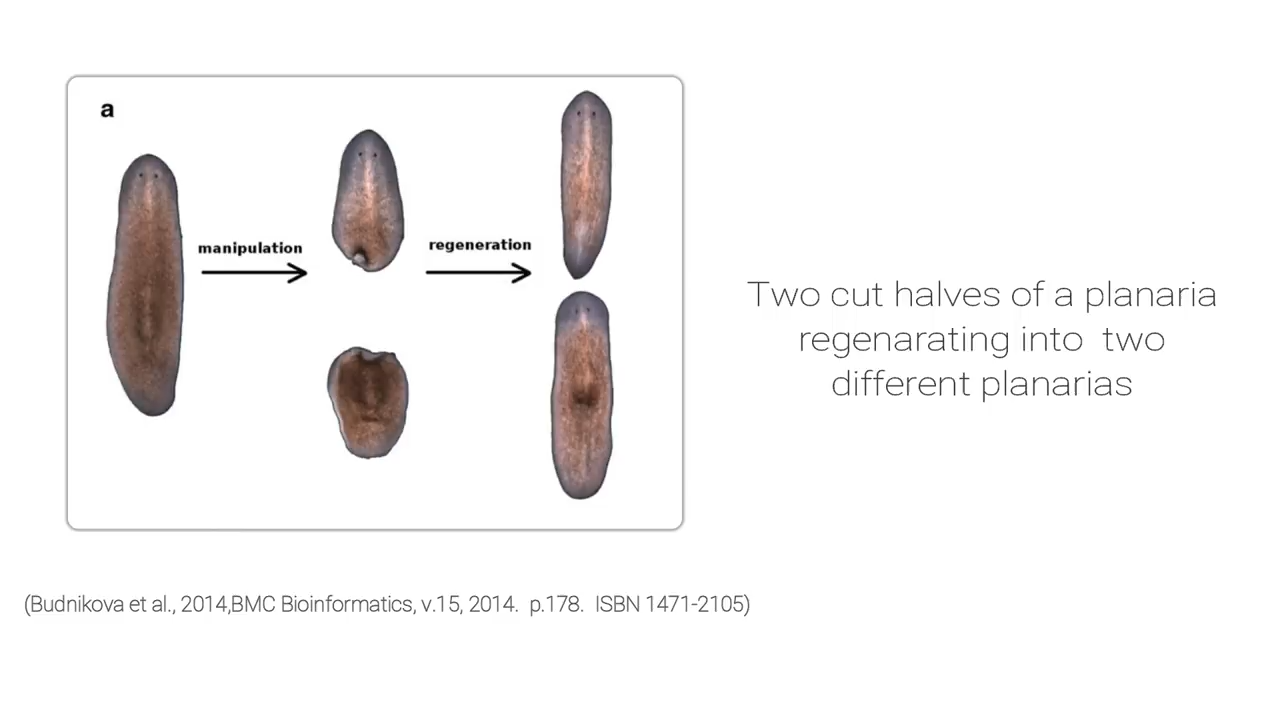 a
manipulation
regeneration
Two cut halves of a planaria
regenarating into  two
different planarias
(Budnikova et al., 2014,BMC Bioinformatics, v.15, 2014.  p.178.  ISBN 1471-2105)